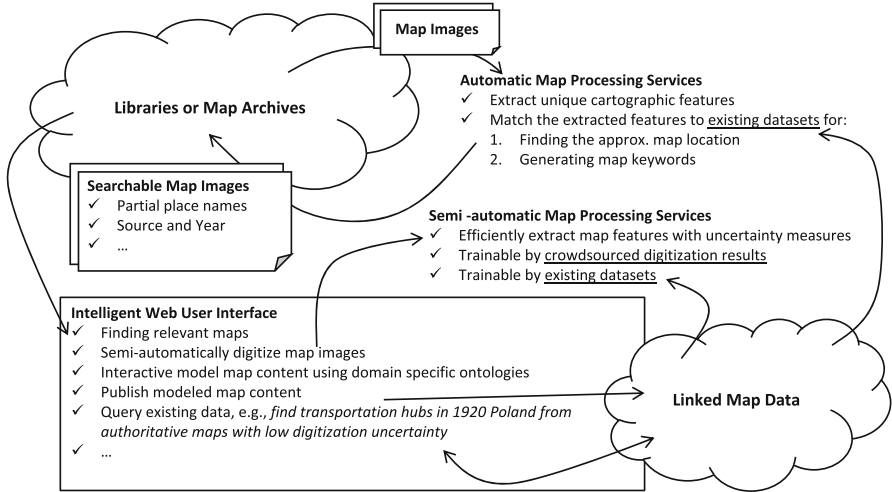 Map Images
Libraries or Map Archives
Automatic Map Processing Services
✓ Extract unique cartographic features
✓ Match the extracted features to existing datasets for:
1. Finding the approx. map location
2. Generating map keywords
Searchable Map Images
✓ Partial place names
✓ Source and Year
✓ ...
Semi -automatic Map Processing Services
✓ Efficiently extract map features with uncertainty measures
✓ Trainable by crowdsourced digitization results
✓ Trainable by existing datasets
Intelligent Web User Interface
✓ Finding relevant maps
✓ Semi-automatically digitize map images
✓ Interactive model map content using domain specific ontologies
✓ Publish modeled map content
✓ Query existing data, e.g., find transportation hubs in 1920 Poland from
authoritative maps with low digitization uncertainty
✓ ...
Linked Map Data